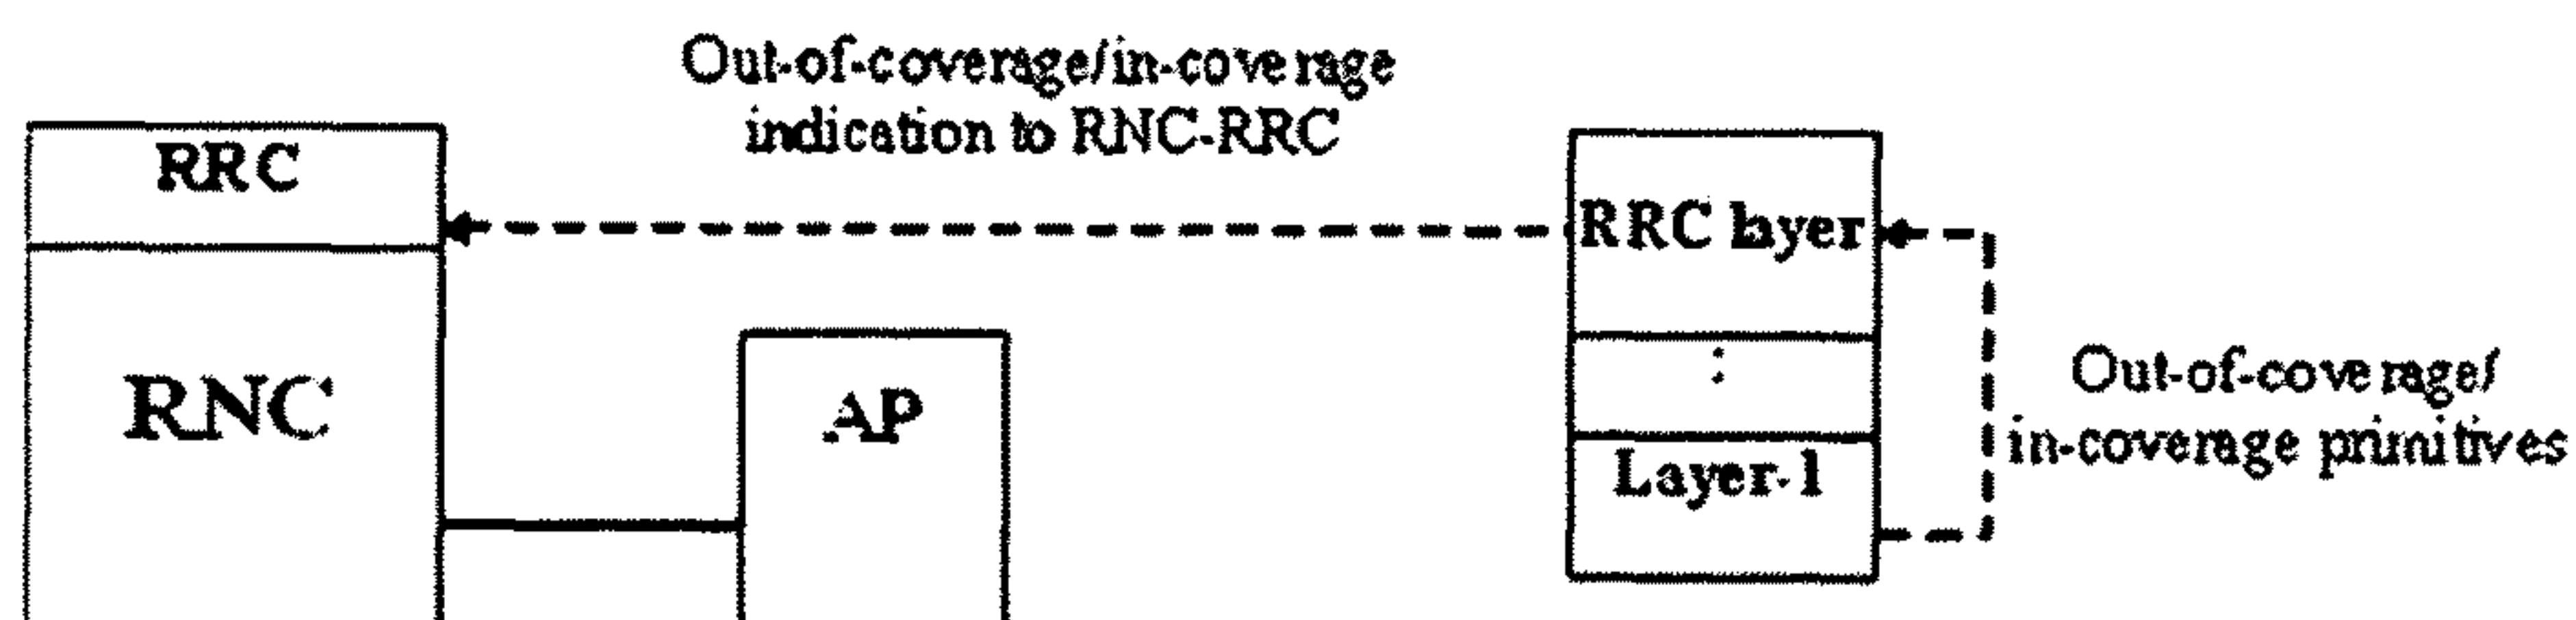 Out-of-coverage/in-coverage
indication to RNC-RRC
RRC
RRC layer
RNC
AP
:
Layer-1
Out-of-coverage/
in-coverage primitives